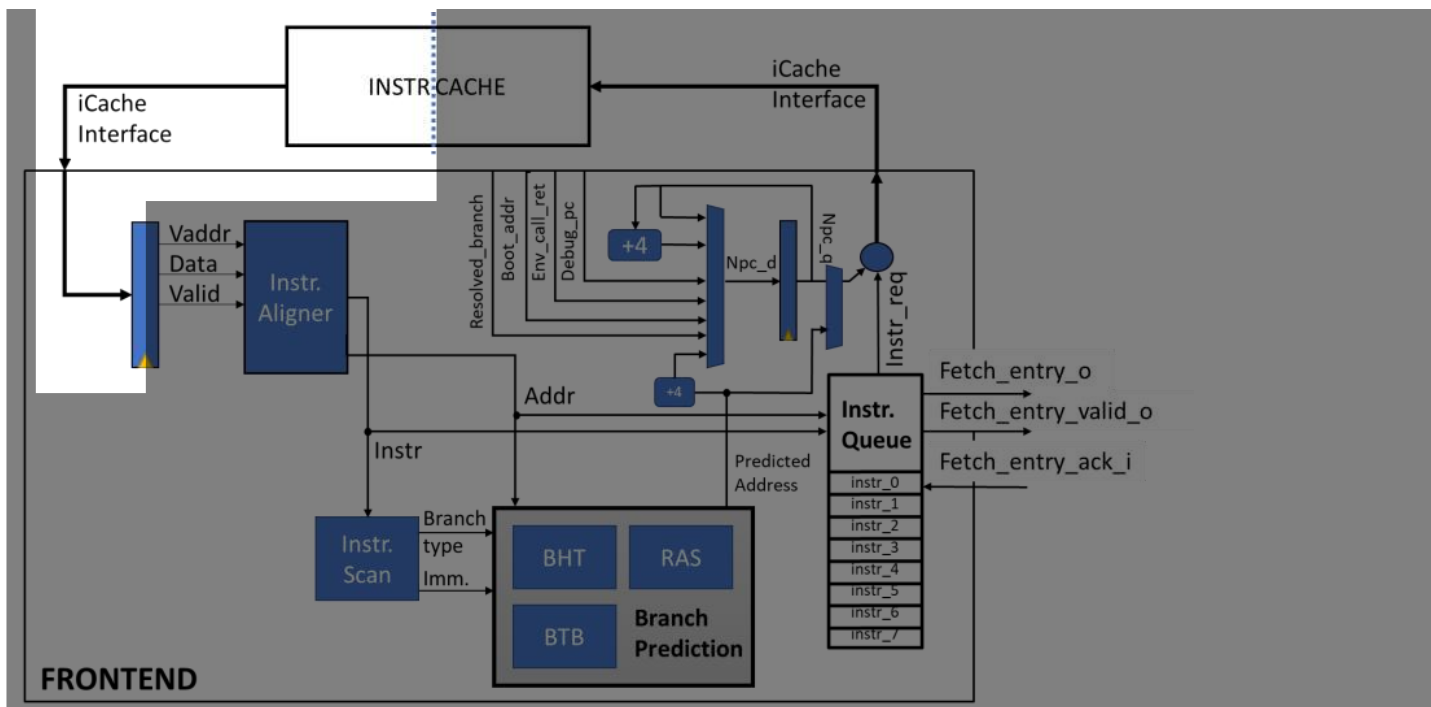 INSTR CACHE
iCache
Interface
iCache
Interface
Resolved_branch
Boot_addr
Env_call_ret
Debug_pc
+4
Npc_d
Npc_q
Instr_req
Vaddr
Data
Valid
Instr.
Aligner
+4
Addr
Instr
Predicted
Address
Instr.
Queue
instr_0
instr_1
instr_2
instr_3
instr_4
instr_5
instr_6
instr_7
Fetch_entry_o
Fetch_entry_valid_o
Fetch_entry_ack_i
Instr.
Scan
Branch
type
Imm.
BHT
RAS
BTB
Branch
Prediction
FRONTEND